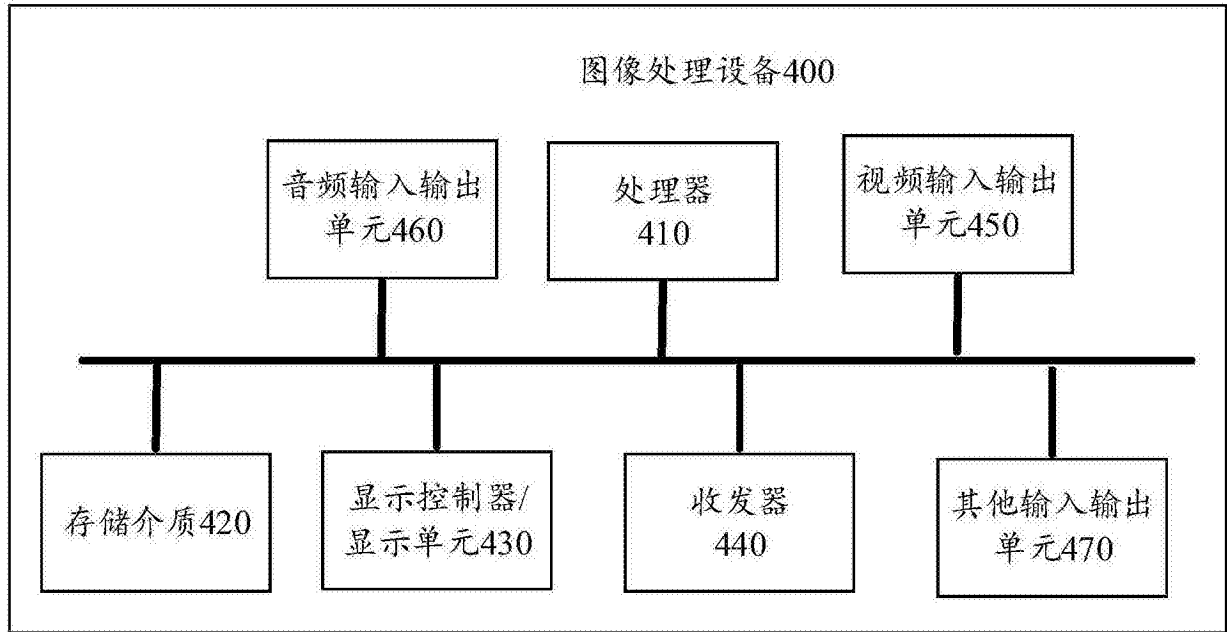 图像处理设备400
音频输入输出
单元460
处理器
410
视频输入输出
单元450
存储介质420
显示控制器/
显示单元430
收发器
440
其他输入输出
单元470